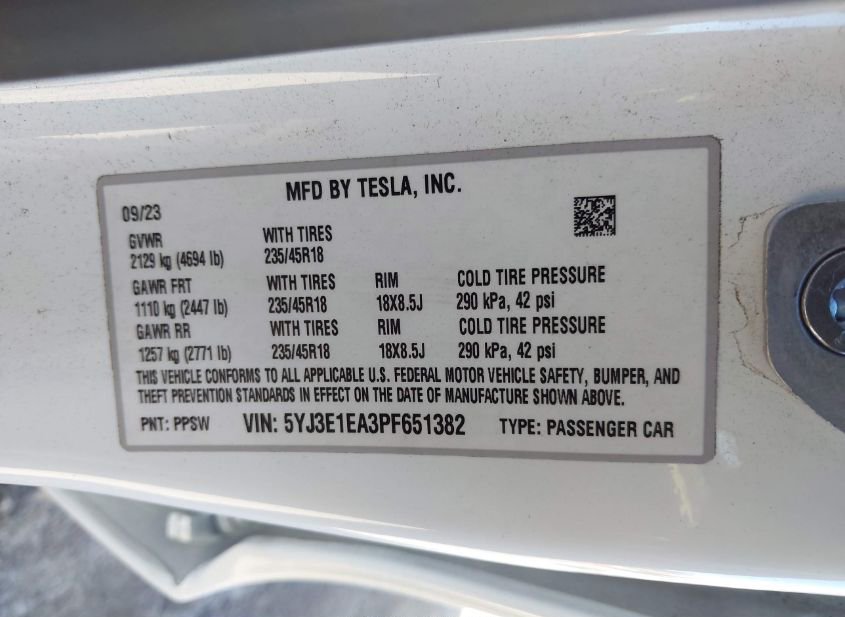 MFD BY TESLA, INC.
09/23
GVWR WITH TIRES
2129 kg (4694 lb) 235/45R18
GAWR FRT WITH TIRES RIM COLD TIRE PRESSURE
1110 kg (2447 lb) 235/45R18 18X8.5J 290 kPa, 42 psi
GAWR RR WITH TIRES RIM COLD TIRE PRESSURE
1257 kg (2771 lb) 235/45R18 18X8.5J 290 kPa, 42 psi
THIS VEHICLE CONFORMS TO ALL APPLICABLE U.S. FEDERAL MOTOR VEHICLE SAFETY, BUMPER, AND
THEFT PREVENTION STANDARDS IN EFFECT ON THE DATE OF MANUFACTURE SHOWN ABOVE.
PNT: PPSW VIN: 5YJ3E1EA3PF651382 TYPE: PASSENGER CAR